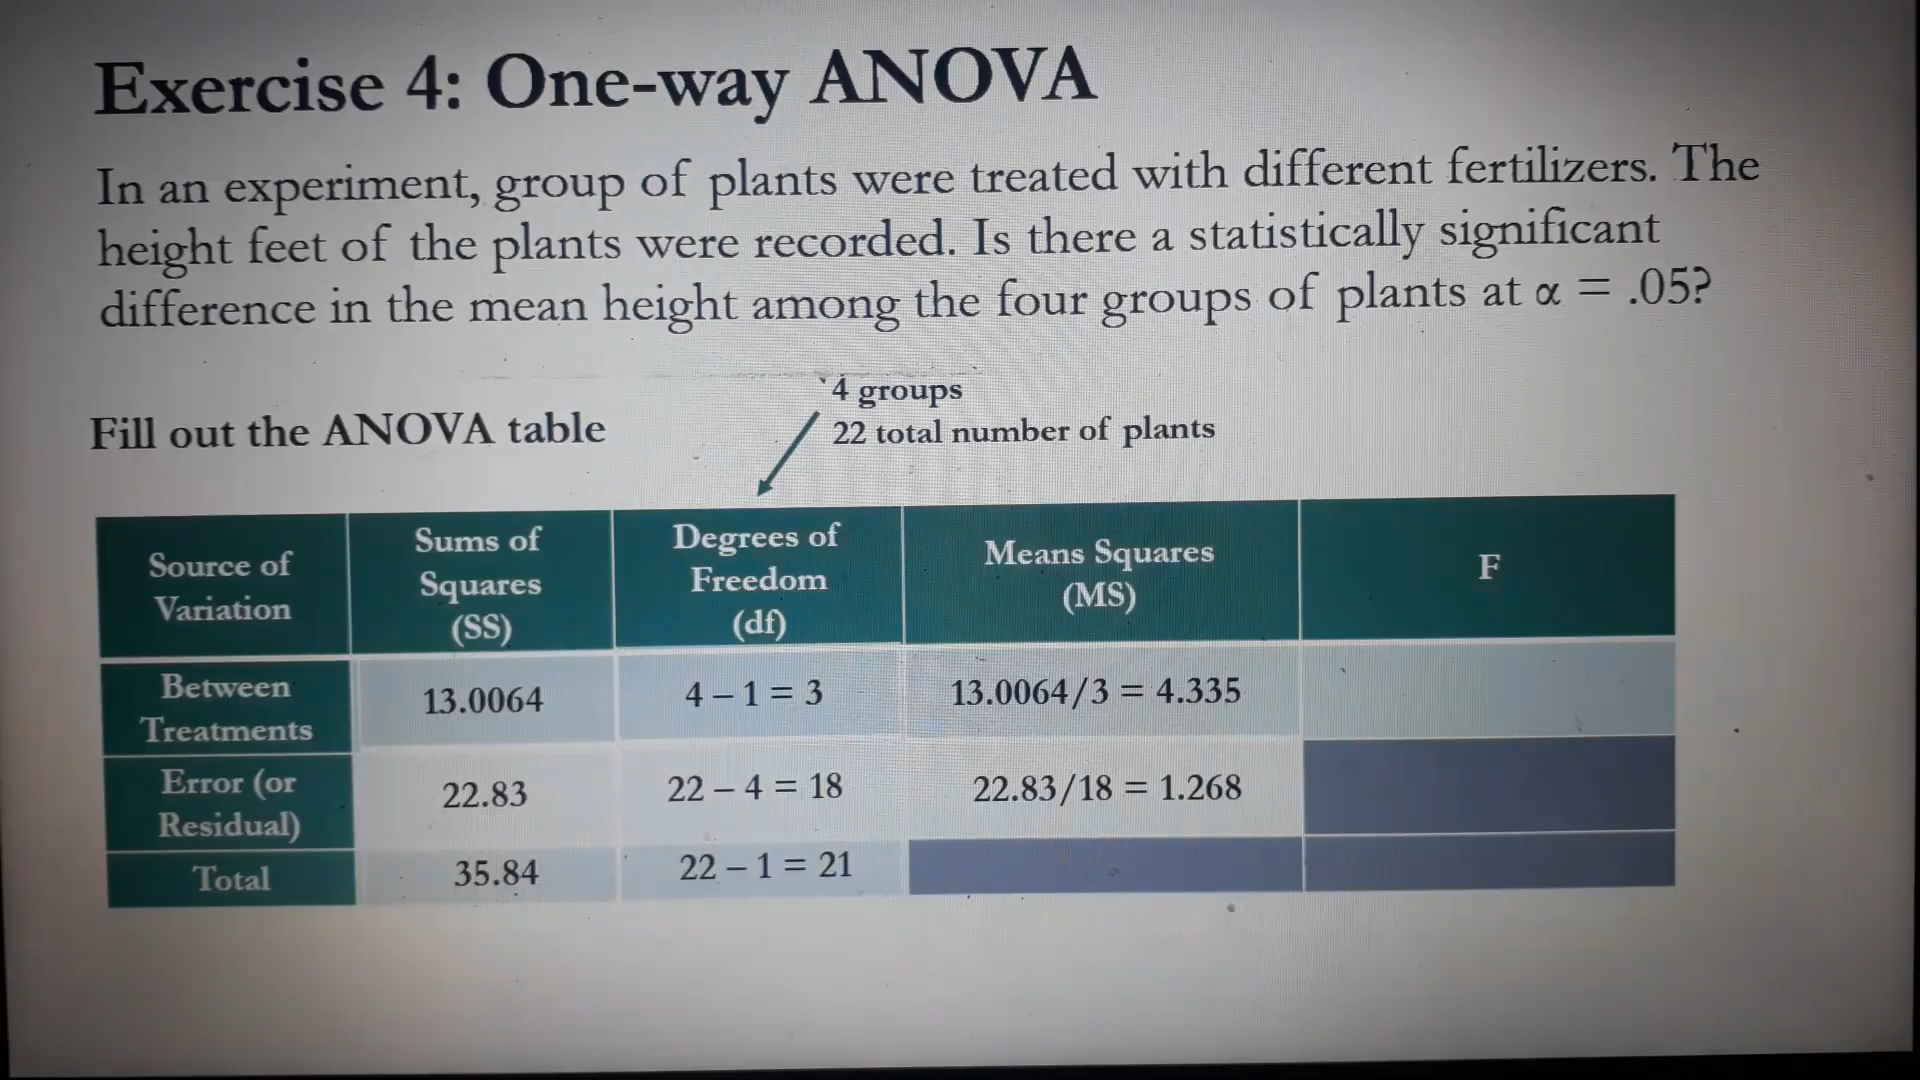 Exercise 4: One-way ANOVA
In an experiment, group of plants were treated with different fertilizers. The
height feet of the plants were recorded. Is there a statistically significant
difference in the mean height among the four groups of plants at α = .05?
4 groups
22 total number of plants
Fill out the ANOVA table
Source of
Variation
Sums of
Squares
(SS)
Degrees of
Freedom
(df)
Means Squares
(MS)
F
Between
Treatments
13.0064
4 – 1 = 3
13.0064/3 = 4.335
Error (or
Residual)
22.83
22 – 4 = 18
22.83/18 = 1.268
Total
35.84
22 – 1 = 21